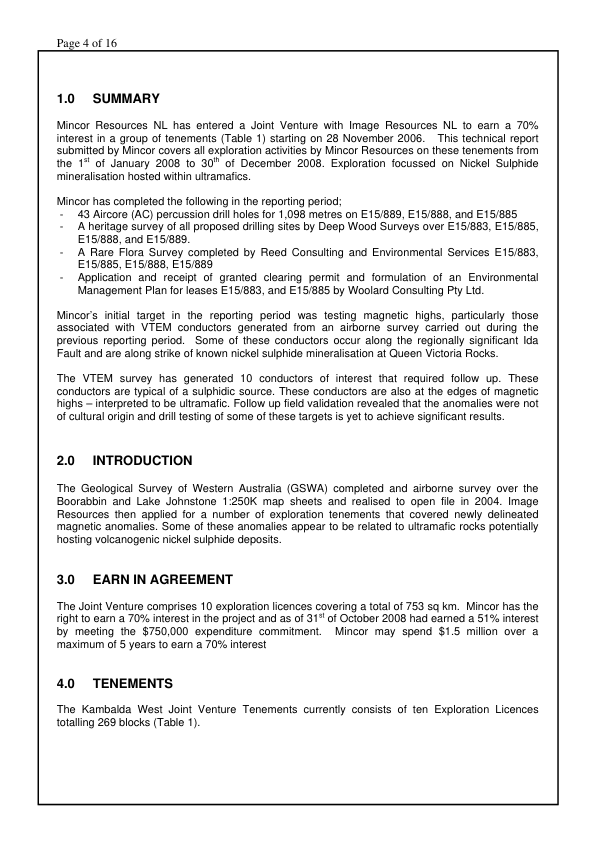 Page 4 of 16
1.0 SUMMARY
Mincor Resources NL has entered a Joint Venture with Image Resources NL to earn a 70%
interest in a group of tenements (Table 1) starting on 28 November 2006. This technical report
submitted by Mincor covers all exploration activities by Mincor Resources on these tenements from
the 1st of January 2008 to 30th of December 2008. Exploration focussed on Nickel Sulphide
mineralisation hosted within ultramafics.
Mincor has completed the following in the reporting period;
- 43 Aircore (AC) percussion drill holes for 1,098 metres on E15/889, E15/888, and E15/885
- A heritage survey of all proposed drilling sites by Deep Wood Surveys over E15/883, E15/885,
E15/888, and E15/889.
- A Rare Flora Survey completed by Reed Consulting and Environmental Services E15/883,
E15/885, E15/888, E15/889
- Application and receipt of granted clearing permit and formulation of an Environmental
Management Plan for leases E15/883, and E15/885 by Woolard Consulting Pty Ltd.
Mincor's initial target in the reporting period was testing magnetic highs, particularly those
associated with VTEM conductors generated from an airborne survey carried out during the
previous reporting period. Some of these conductors occur along the regionally significant Ida
Fault and are along strike of known nickel sulphide mineralisation at Queen Victoria Rocks.
The VTEM survey has generated 10 conductors of interest that required follow up. These
conductors are typical of a sulphidic source. These conductors are also at the edges of magnetic
highs – interpreted to be ultramafic. Follow up field validation revealed that the anomalies were not
of cultural origin and drill testing of some of these targets is yet to achieve significant results.
2.0 INTRODUCTION
The Geological Survey of Western Australia (GSWA) completed and airborne survey over the
Boorabbin and Lake Johnstone 1:250K map sheets and realised to open file in 2004. Image
Resources then applied for a number of exploration tenements that covered newly delineated
magnetic anomalies. Some of these anomalies appear to be related to ultramafic rocks potentially
hosting volcanogenic nickel sulphide deposits.
3.0 EARN IN AGREEMENT
The Joint Venture comprises 10 exploration licences covering a total of 753 sq km. Mincor has the
right to earn a 70% interest in the project and as of 31st of October 2008 had earned a 51% interest
by meeting the $750,000 expenditure commitment. Mincor may spend $1.5 million over a
maximum of 5 years to earn a 70% interest
4.0 TENEMENTS
The Kambalda West Joint Venture Tenements currently consists of ten Exploration Licences
totalling 269 blocks (Table 1).